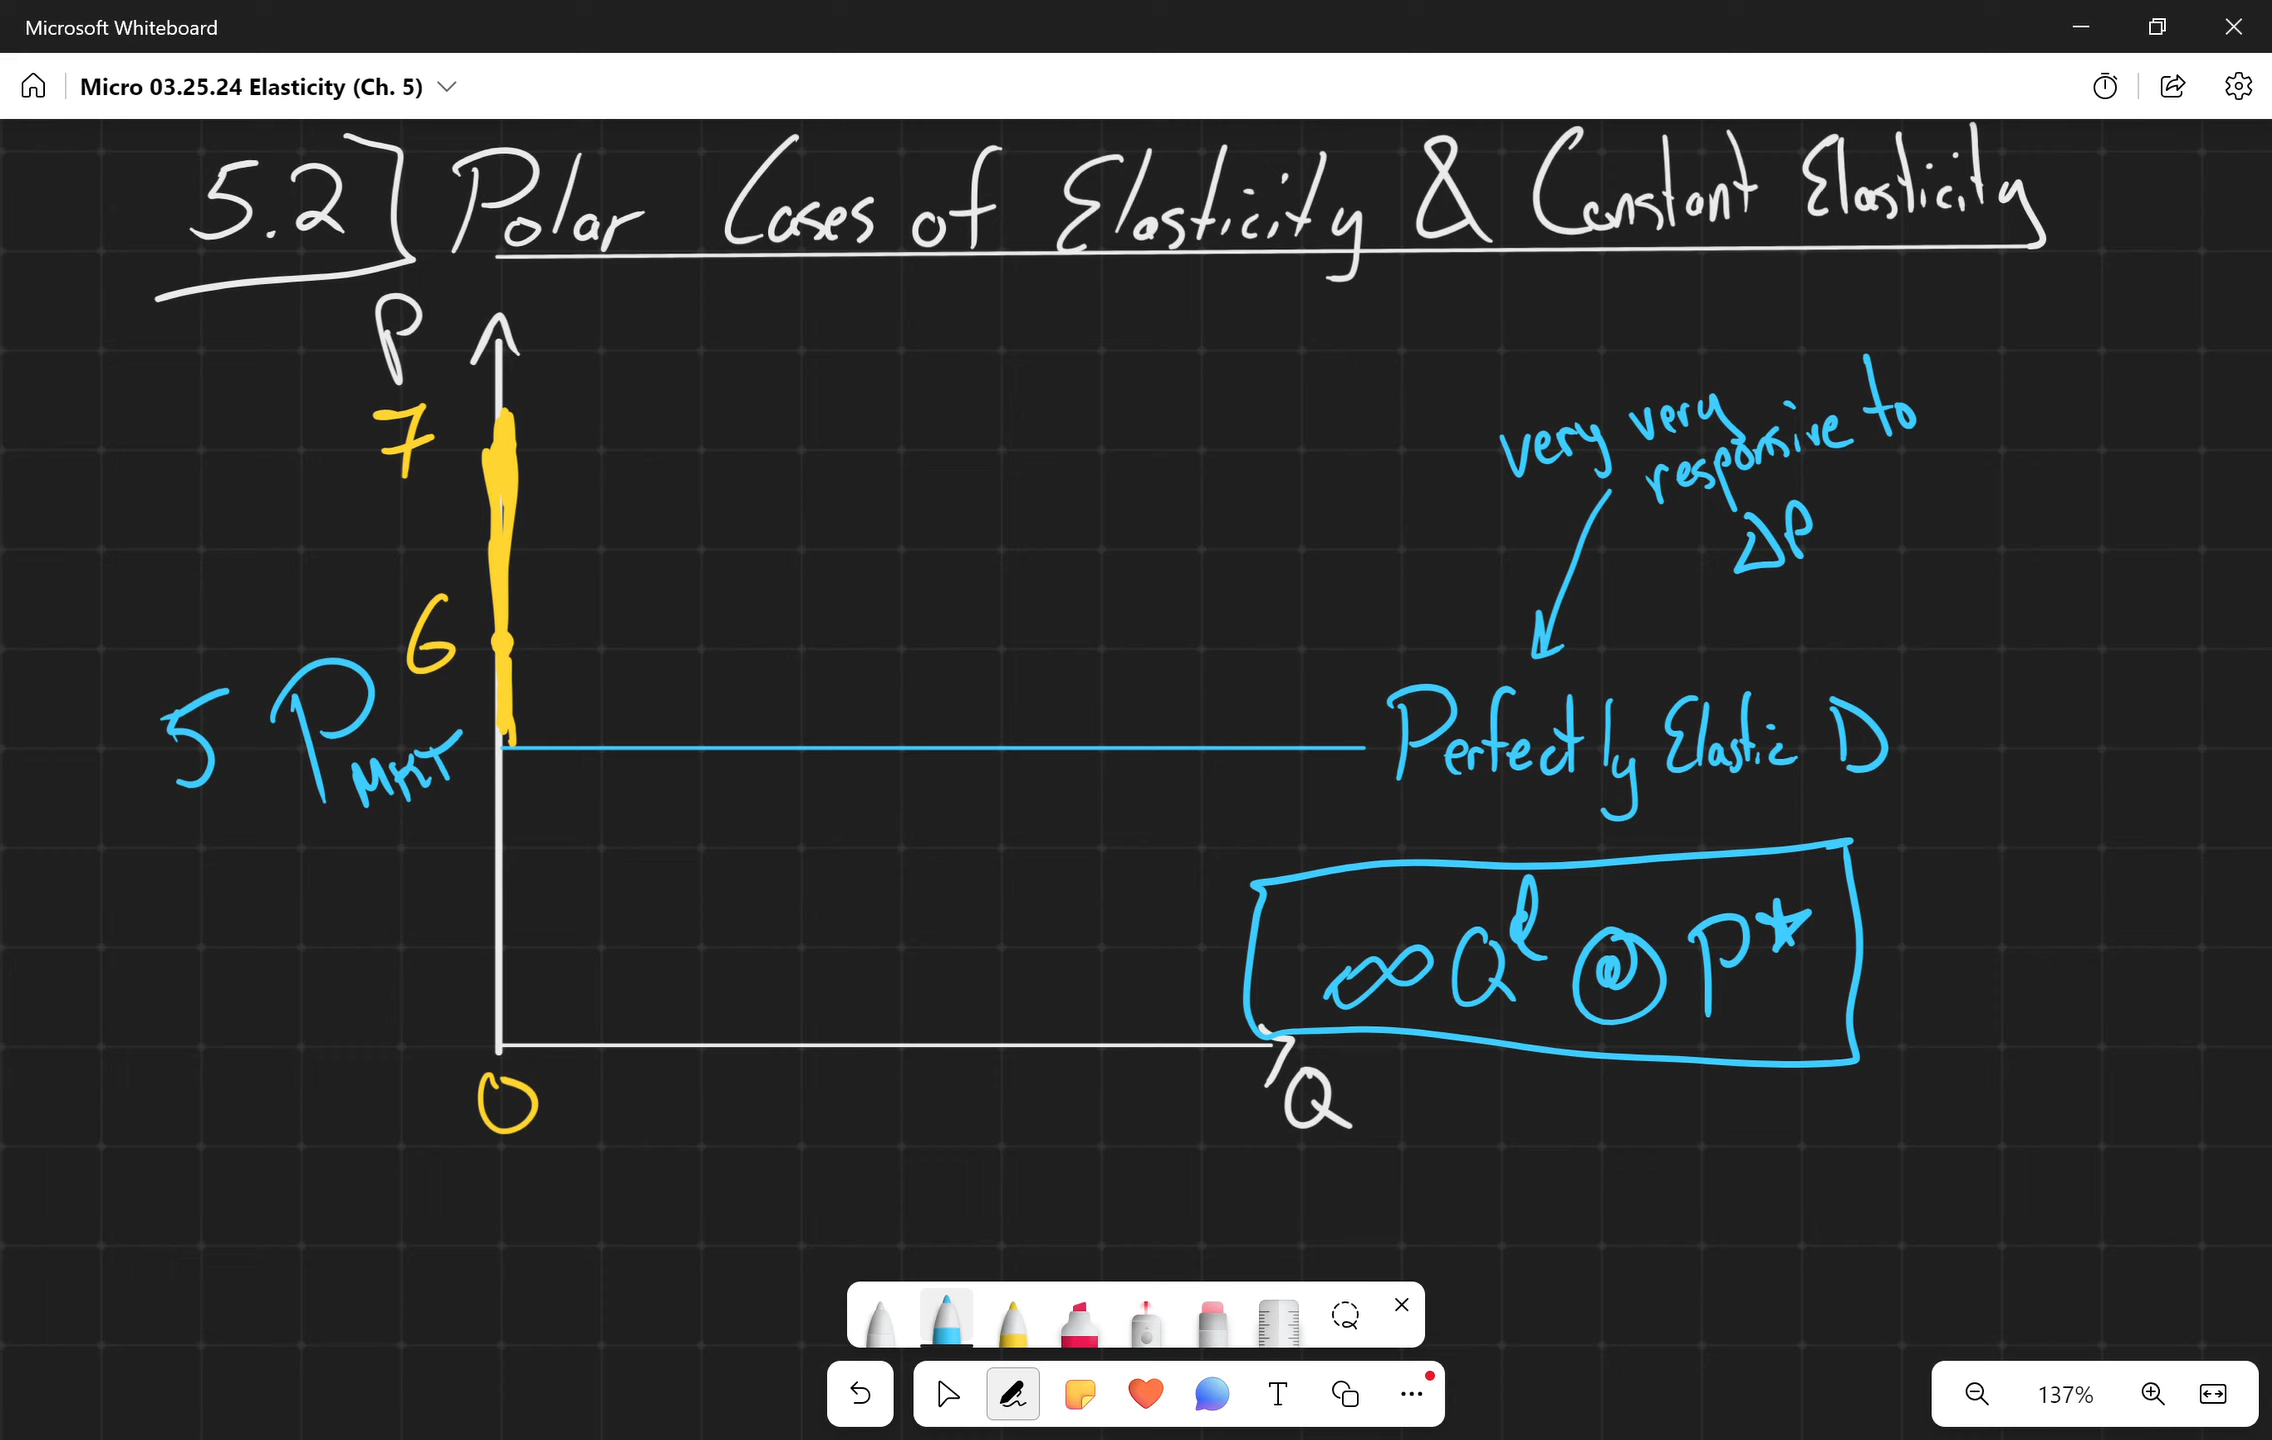 Microsoft Whiteboard
Micro 03.25.24 Elasticity (Ch. 5)
5.2] Polar Cases of Elasticity & Constant Elasticity
P
7
very very
responsive to
ΔP
6
5 P MKT
Perfectly Elastic D
∞ Qd @ P*
0
Q
T
137%